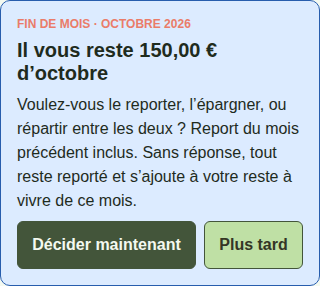 FIN DE MOIS · OCTOBRE 2026
Il vous reste 150,00 €
d’octobre
Voulez-vous le reporter, l’épargner, ou
répartir entre les deux ? Report du mois
précédent inclus. Sans réponse, tout
reste reporté et s’ajoute à votre reste à
vivre de ce mois.
Décider maintenant
Plus tard